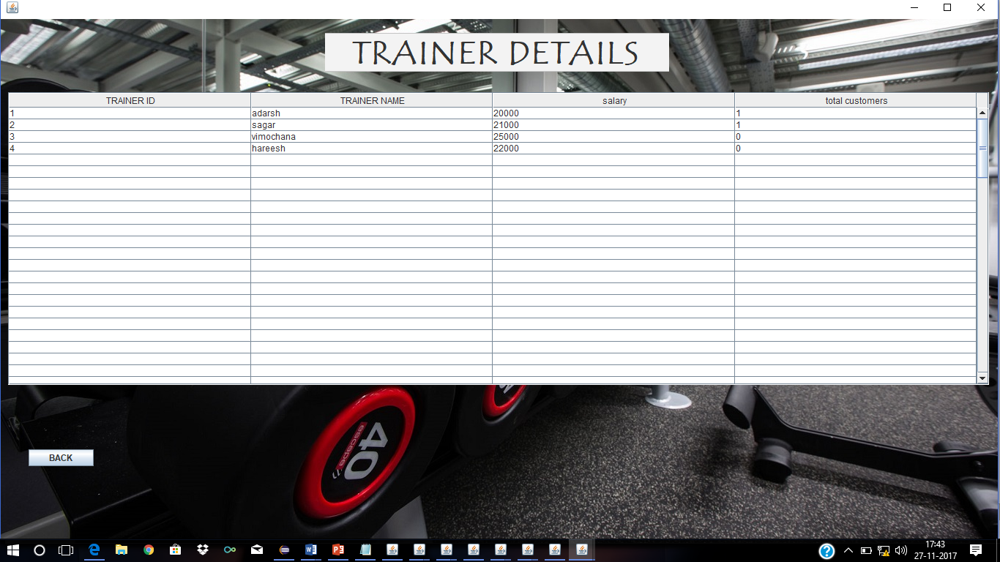 TRAINER DETAILS
TRAINER ID TRAINER NAME salary total customers
1 adarsh 20000 1
2 sagar 21000 1
3 vimochana 25000 0
4 hareesh 22000 0
40
escape
BACK
17:43
27-11-2017